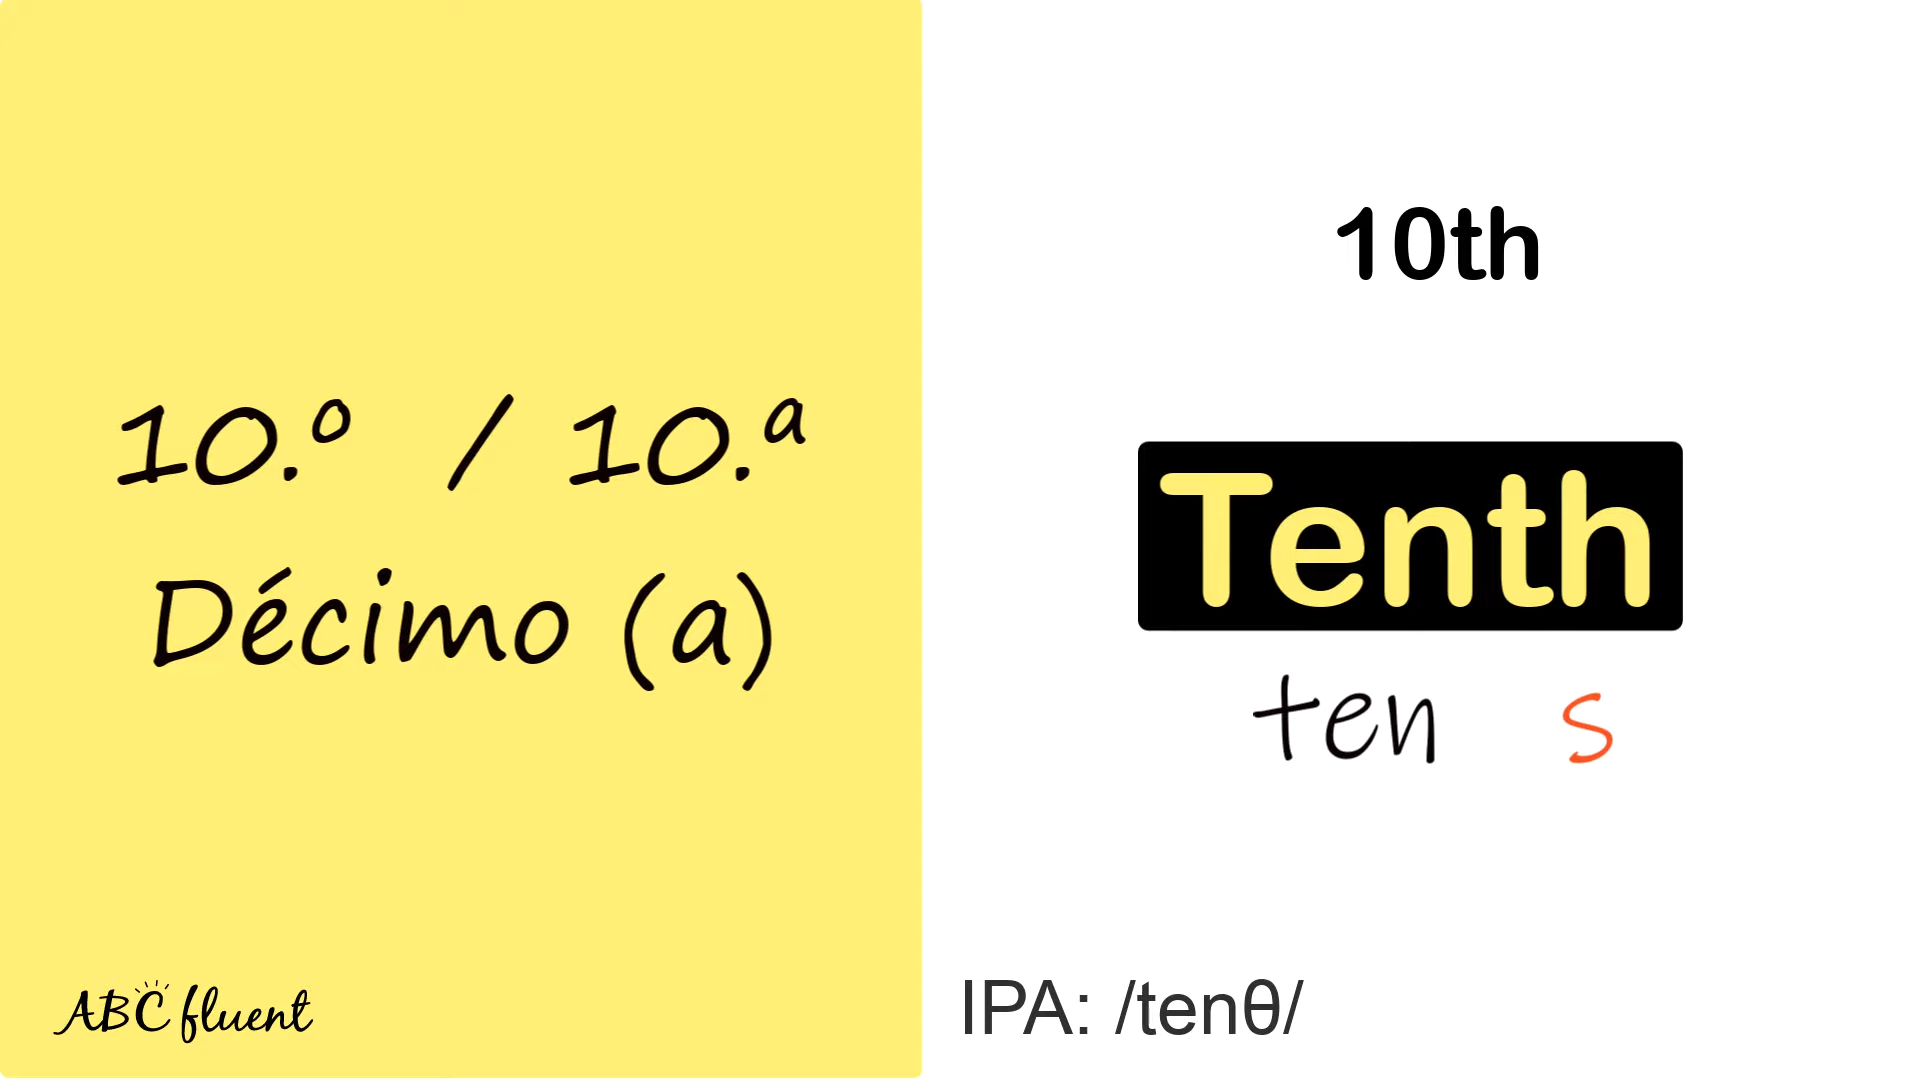 10.º / 10.ª
Décimo (a)
ABC fluent
10th
Tenth
ten s
IPA: /tenθ/